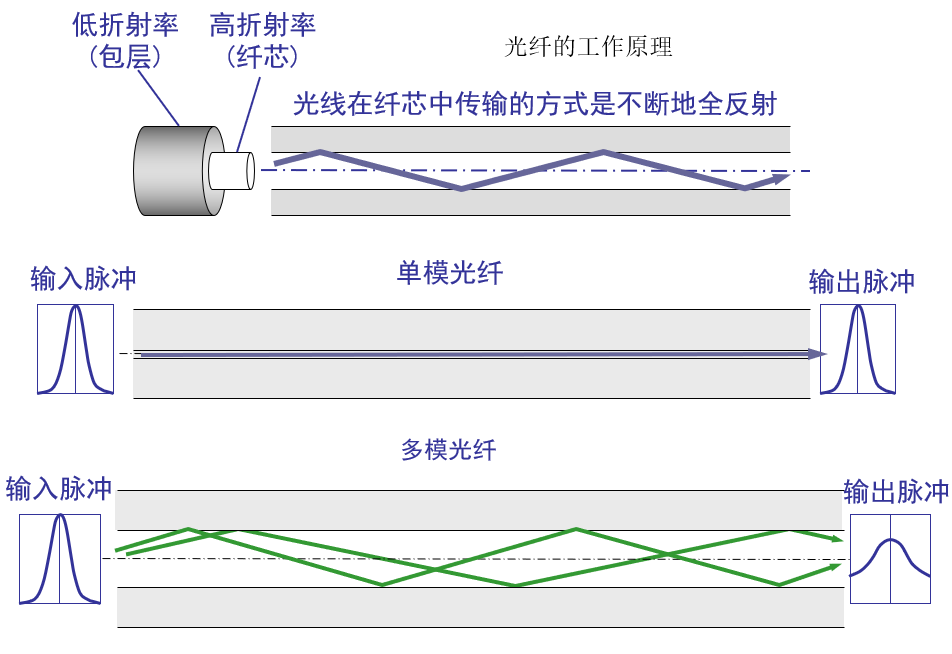 低折射率
（包层）
高折射率
（纤芯）
光纤的工作原理
光线在纤芯中传输的方式是不断地全反射
输入脉冲
单模光纤
输出脉冲
多模光纤
输入脉冲
输出脉冲